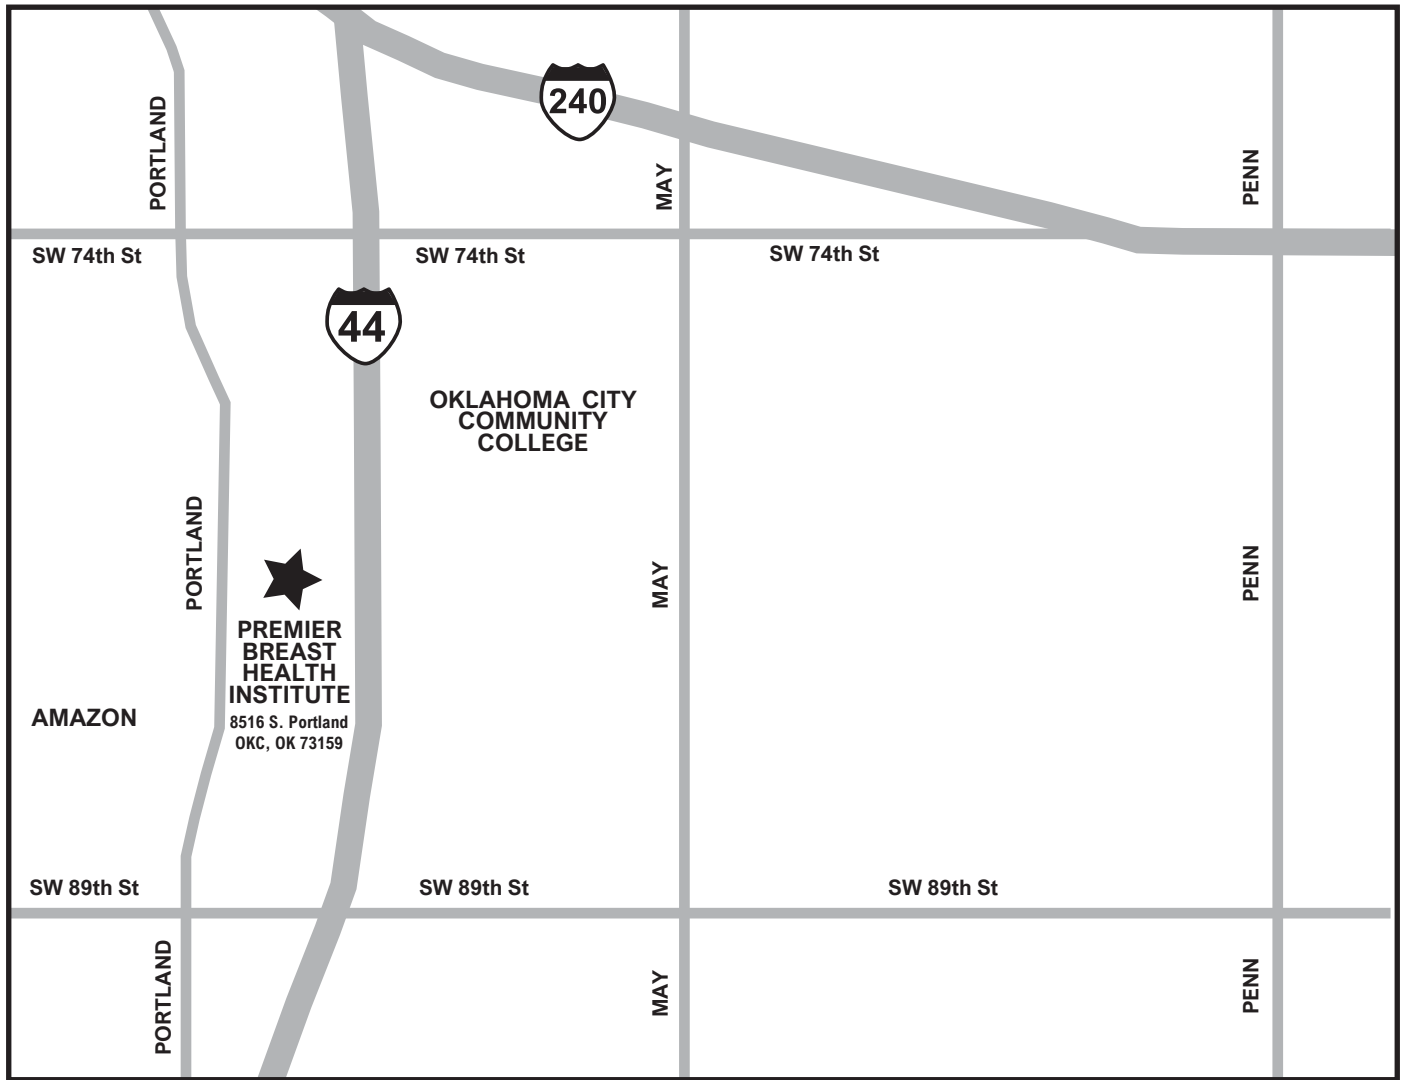 240
PORTLAND
MAY
PENN
SW 74th St
SW 74th St
SW 74th St
44
OKLAHOMA CITY
COMMUNITY
COLLEGE
PORTLAND
MAY
PENN
PREMIER
BREAST
HEALTH
INSTITUTE
8516 S. Portland
OKC, OK 73159
AMAZON
SW 89th St
SW 89th St
SW 89th St
PORTLAND
MAY
PENN